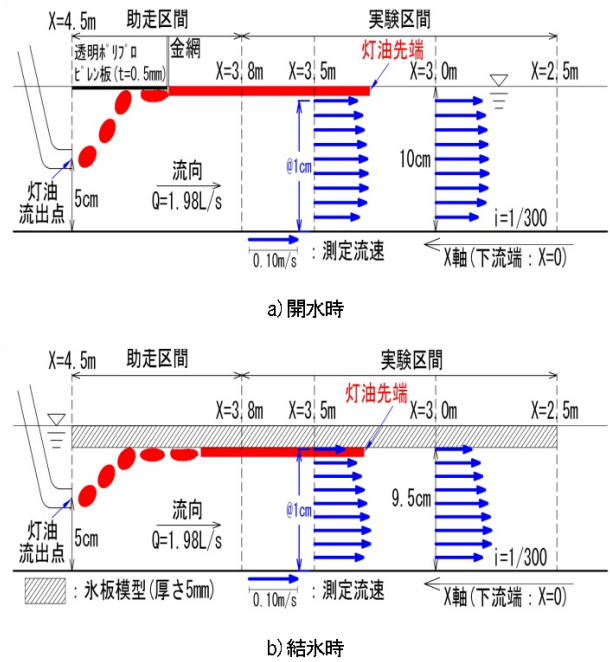 X=4.5m 助走区間 実験区間
透明ポリプロ
ピレン板(t=0.5mm)
金網
X=3.8m X=3.5m 灯油先端 X=3.0m X=2.5m
灯油
流出点
5cm
流向
Q=1.98L/s
@1cm
10cm
i=1/300
0.10m/s
:測定流速
X軸(下流端:X=0)
a)開水時
X=4.5m 助走区間 実験区間
X=3.8m X=3.5m 灯油先端 X=3.0m X=2.5m
灯油
流出点
5cm
流向
Q=1.98L/s
@1cm
9.5cm
i=1/300
:氷板模型(厚さ5mm)
0.10m/s
:測定流速
X軸(下流端:X=0)
b)結氷時